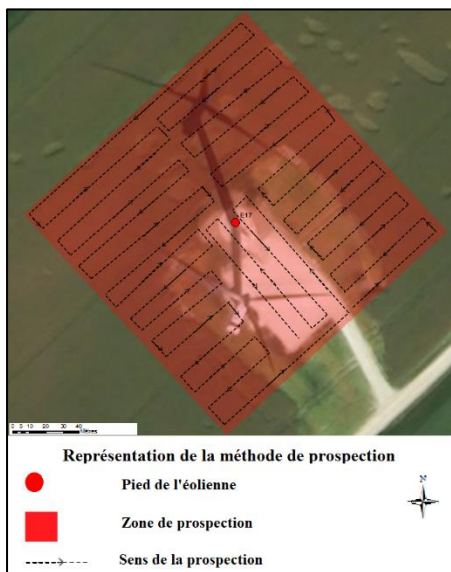 E17
0 5 10 20 30 40
Mètres
Représentation de la méthode de prospection
N
Pied de l'éolienne
Zone de prospection
Sens de la prospection